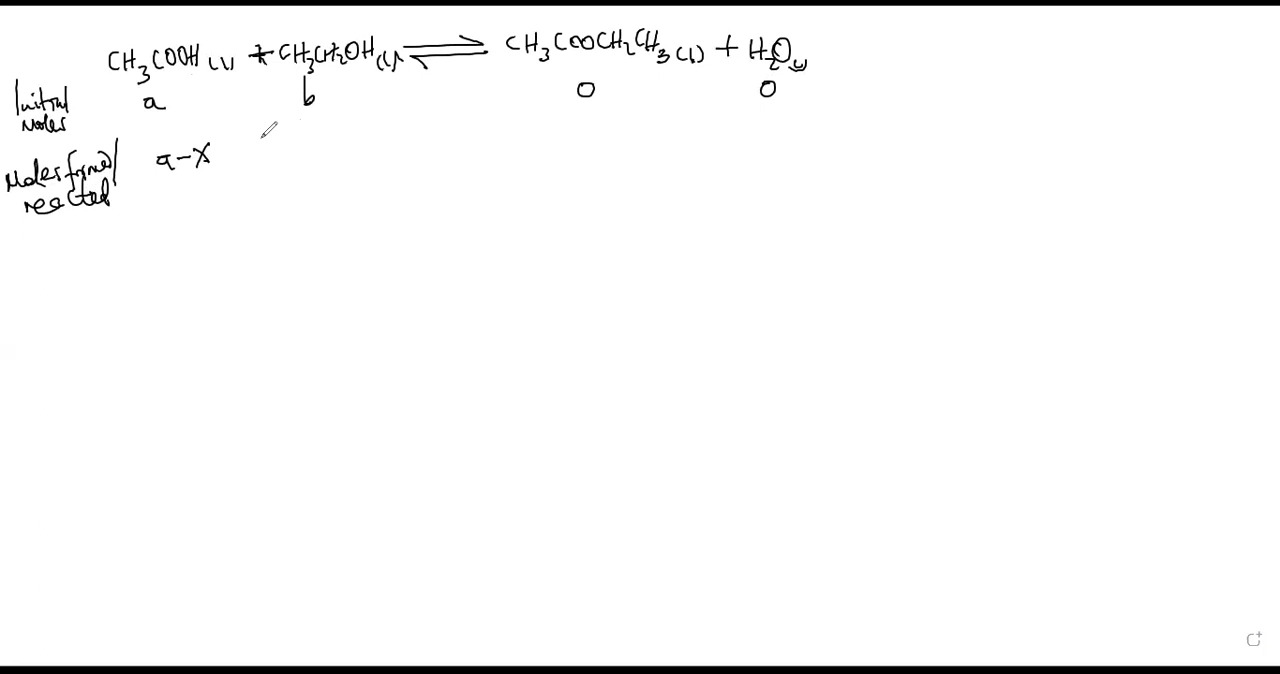 CH₃COOH(l) + CH₃CH₂OH(l) ⇌ CH₃COOCH₂CH₃(l) + H₂O(l)
Initial a b 0 0
Moles
Moles formed/ a-x
reacted